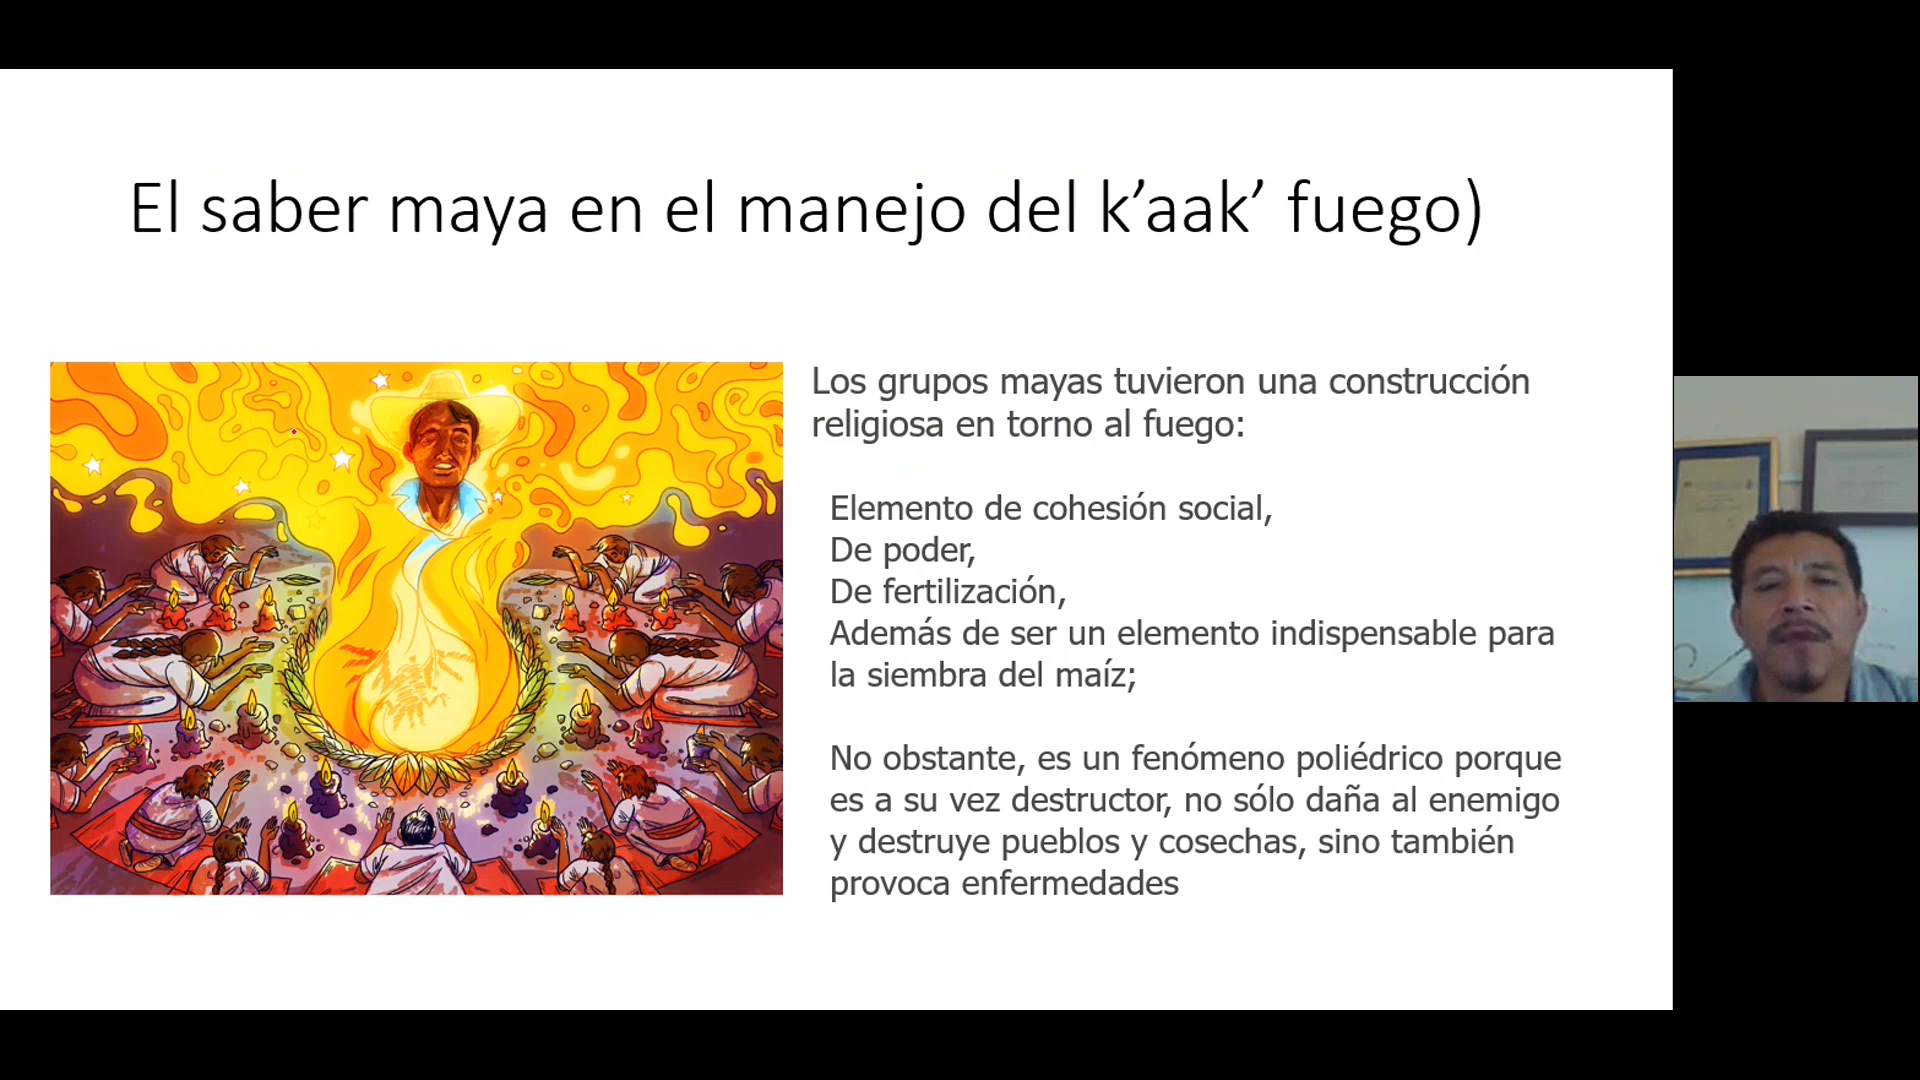 El saber maya en el manejo del k’aak’ fuego)
Los grupos mayas tuvieron una construcción
religiosa en torno al fuego:
Elemento de cohesión social,
De poder,
De fertilización,
Además de ser un elemento indispensable para
la siembra del maíz;
No obstante, es un fenómeno poliédrico porque
es a su vez destructor, no sólo daña al enemigo
y destruye pueblos y cosechas, sino también
provoca enfermedades